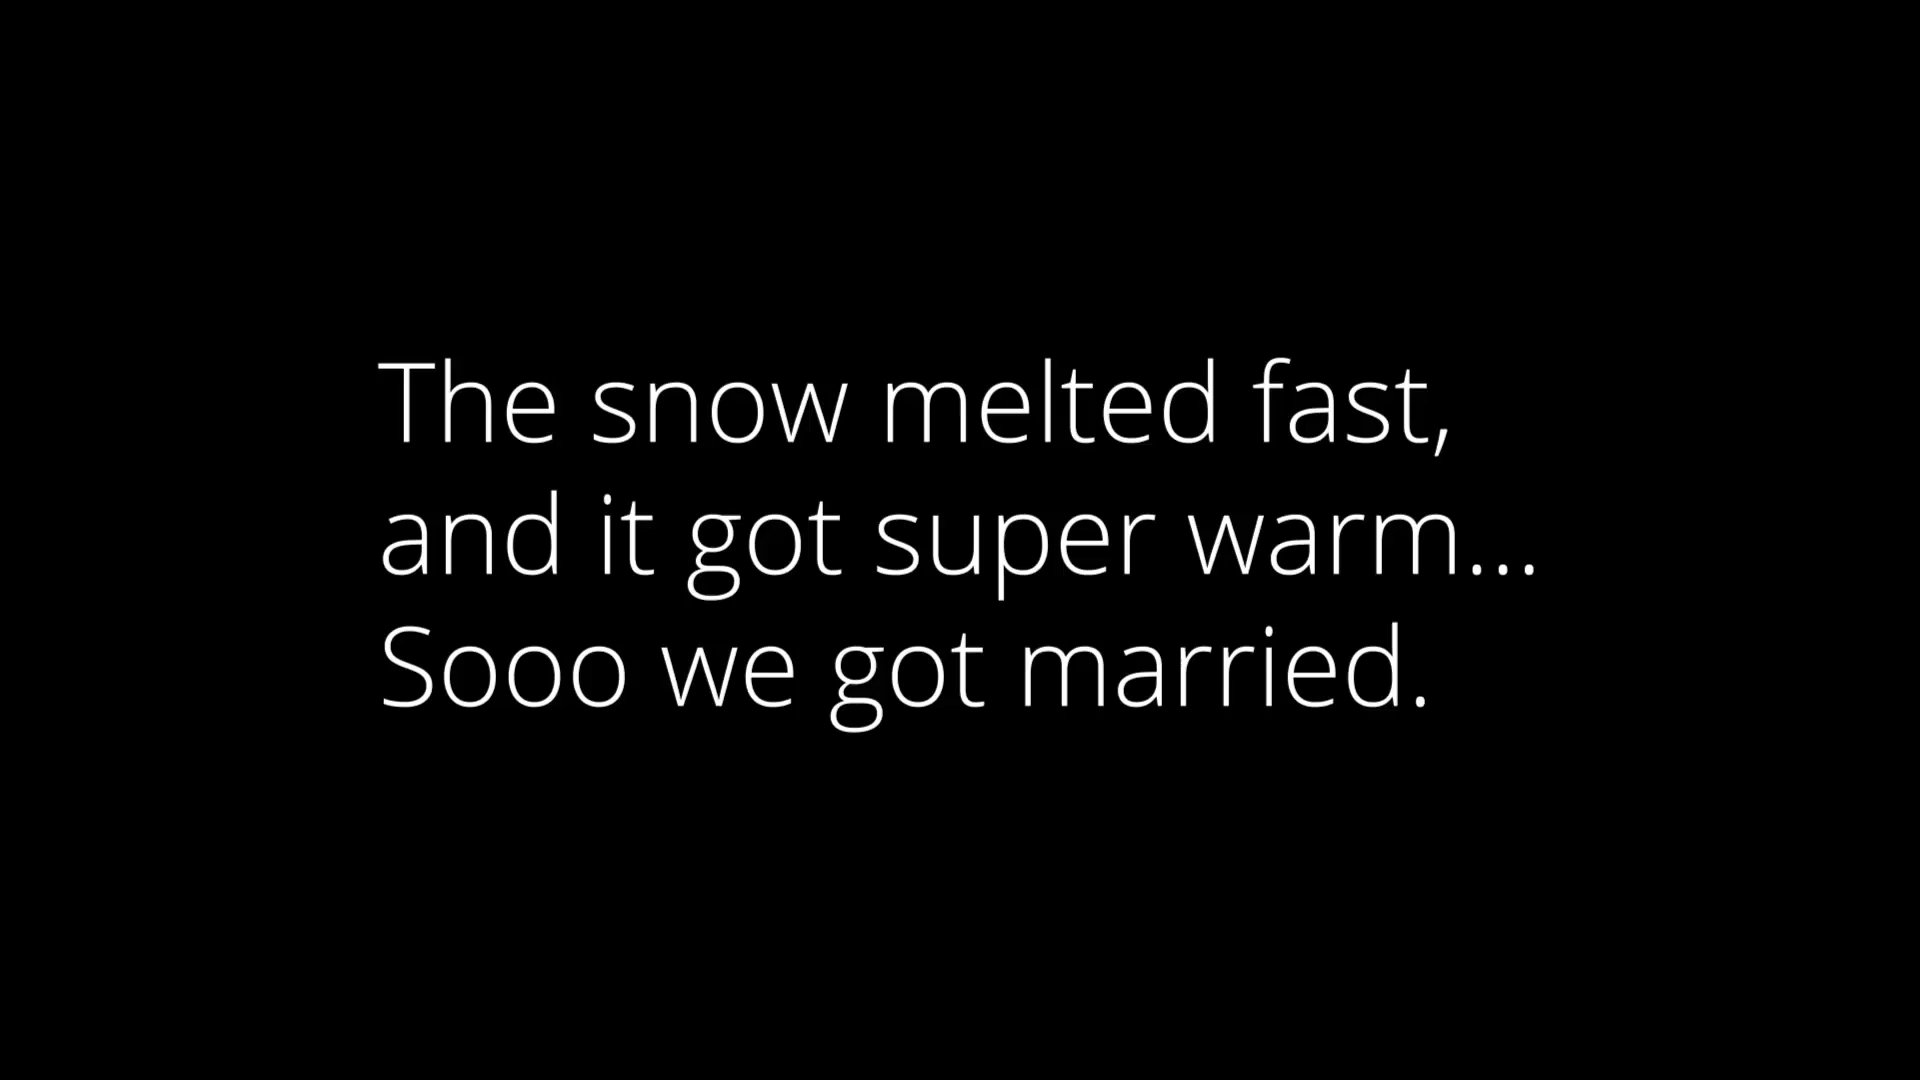 The snow melted fast,
and it got super warm...
Sooo we got married.